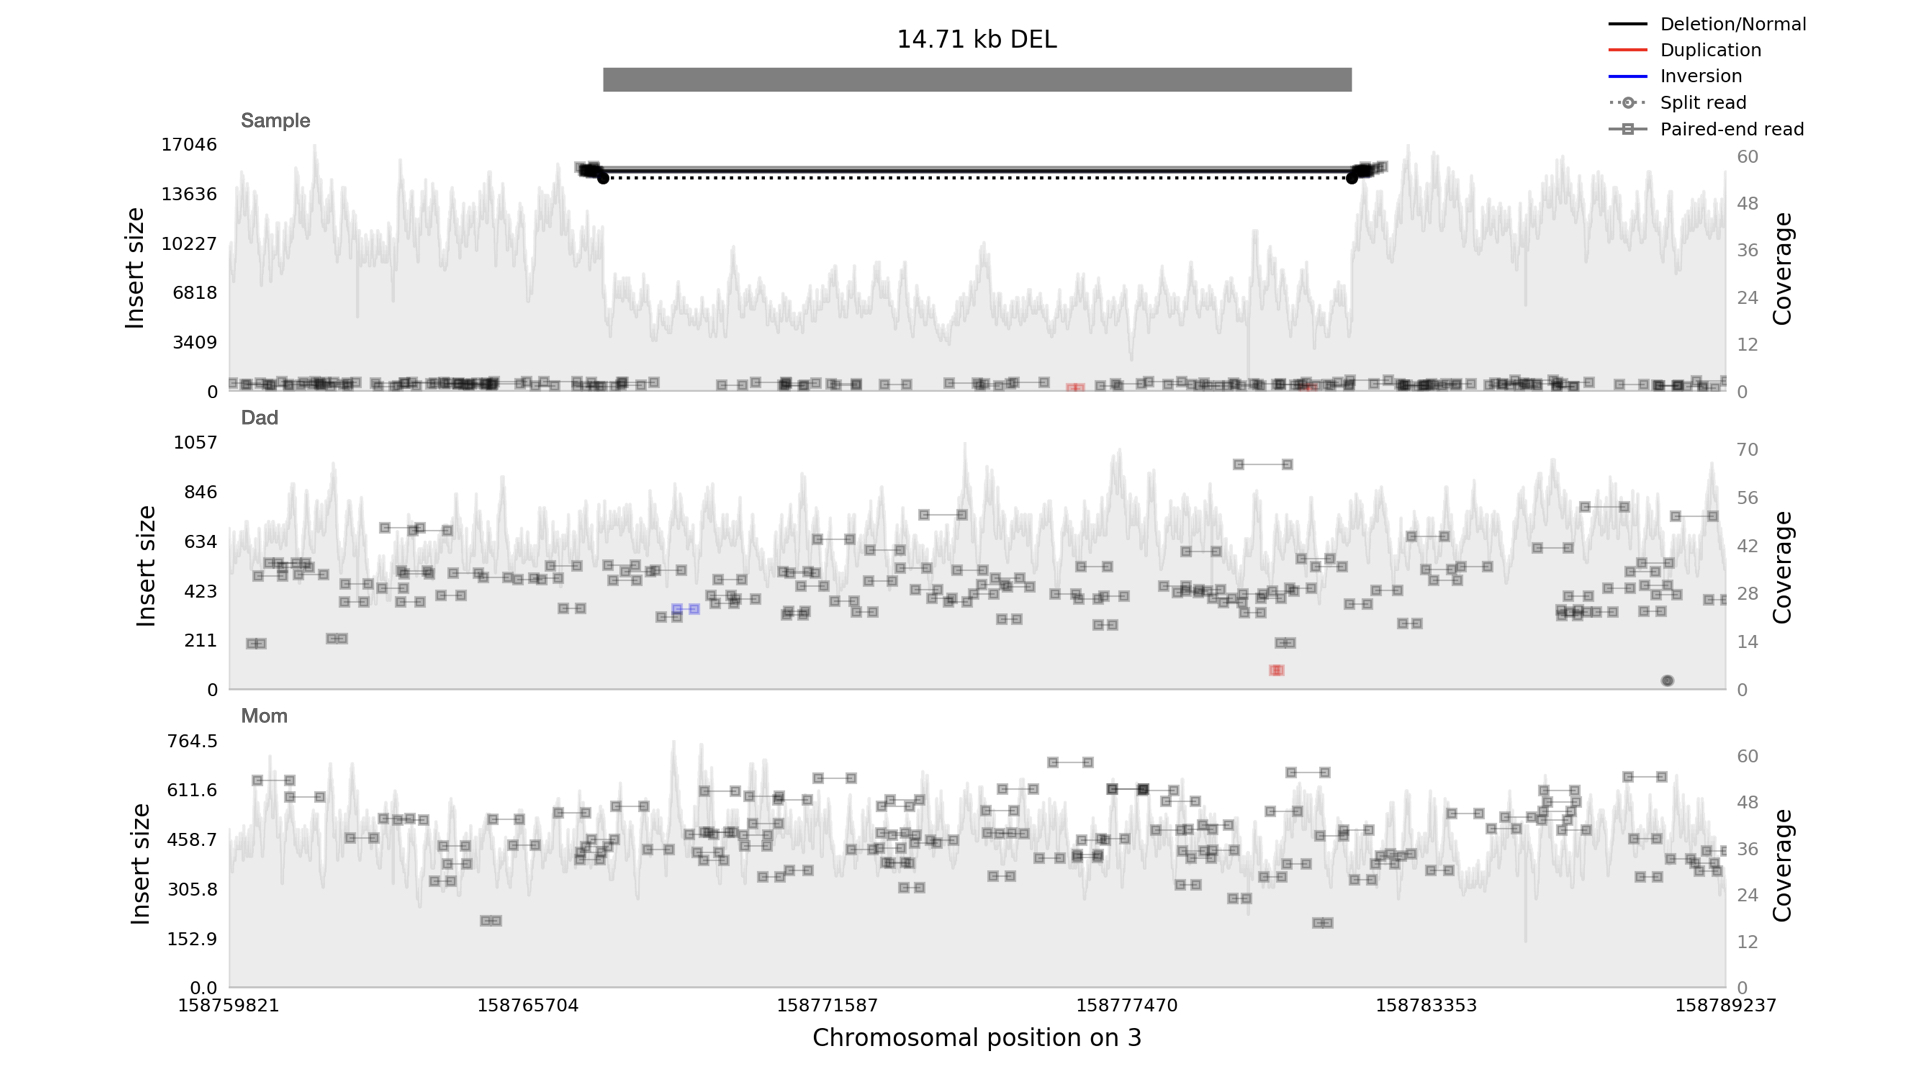 14.71 kb DEL
Deletion/Normal
Duplication
Inversion
Split read
Paired-end read
Sample
17046
13636
10227
6818
3409
0
Insert size
60
48
36
24
12
0
Coverage
Dad
1057
846
634
423
211
0
Insert size
70
56
42
28
14
0
Coverage
Mom
764.5
611.6
458.7
305.8
152.9
0.0
Insert size
60
48
36
24
12
0
Coverage
158759821 158765704 158771587 158777470 158783353 158789237
Chromosomal position on 3